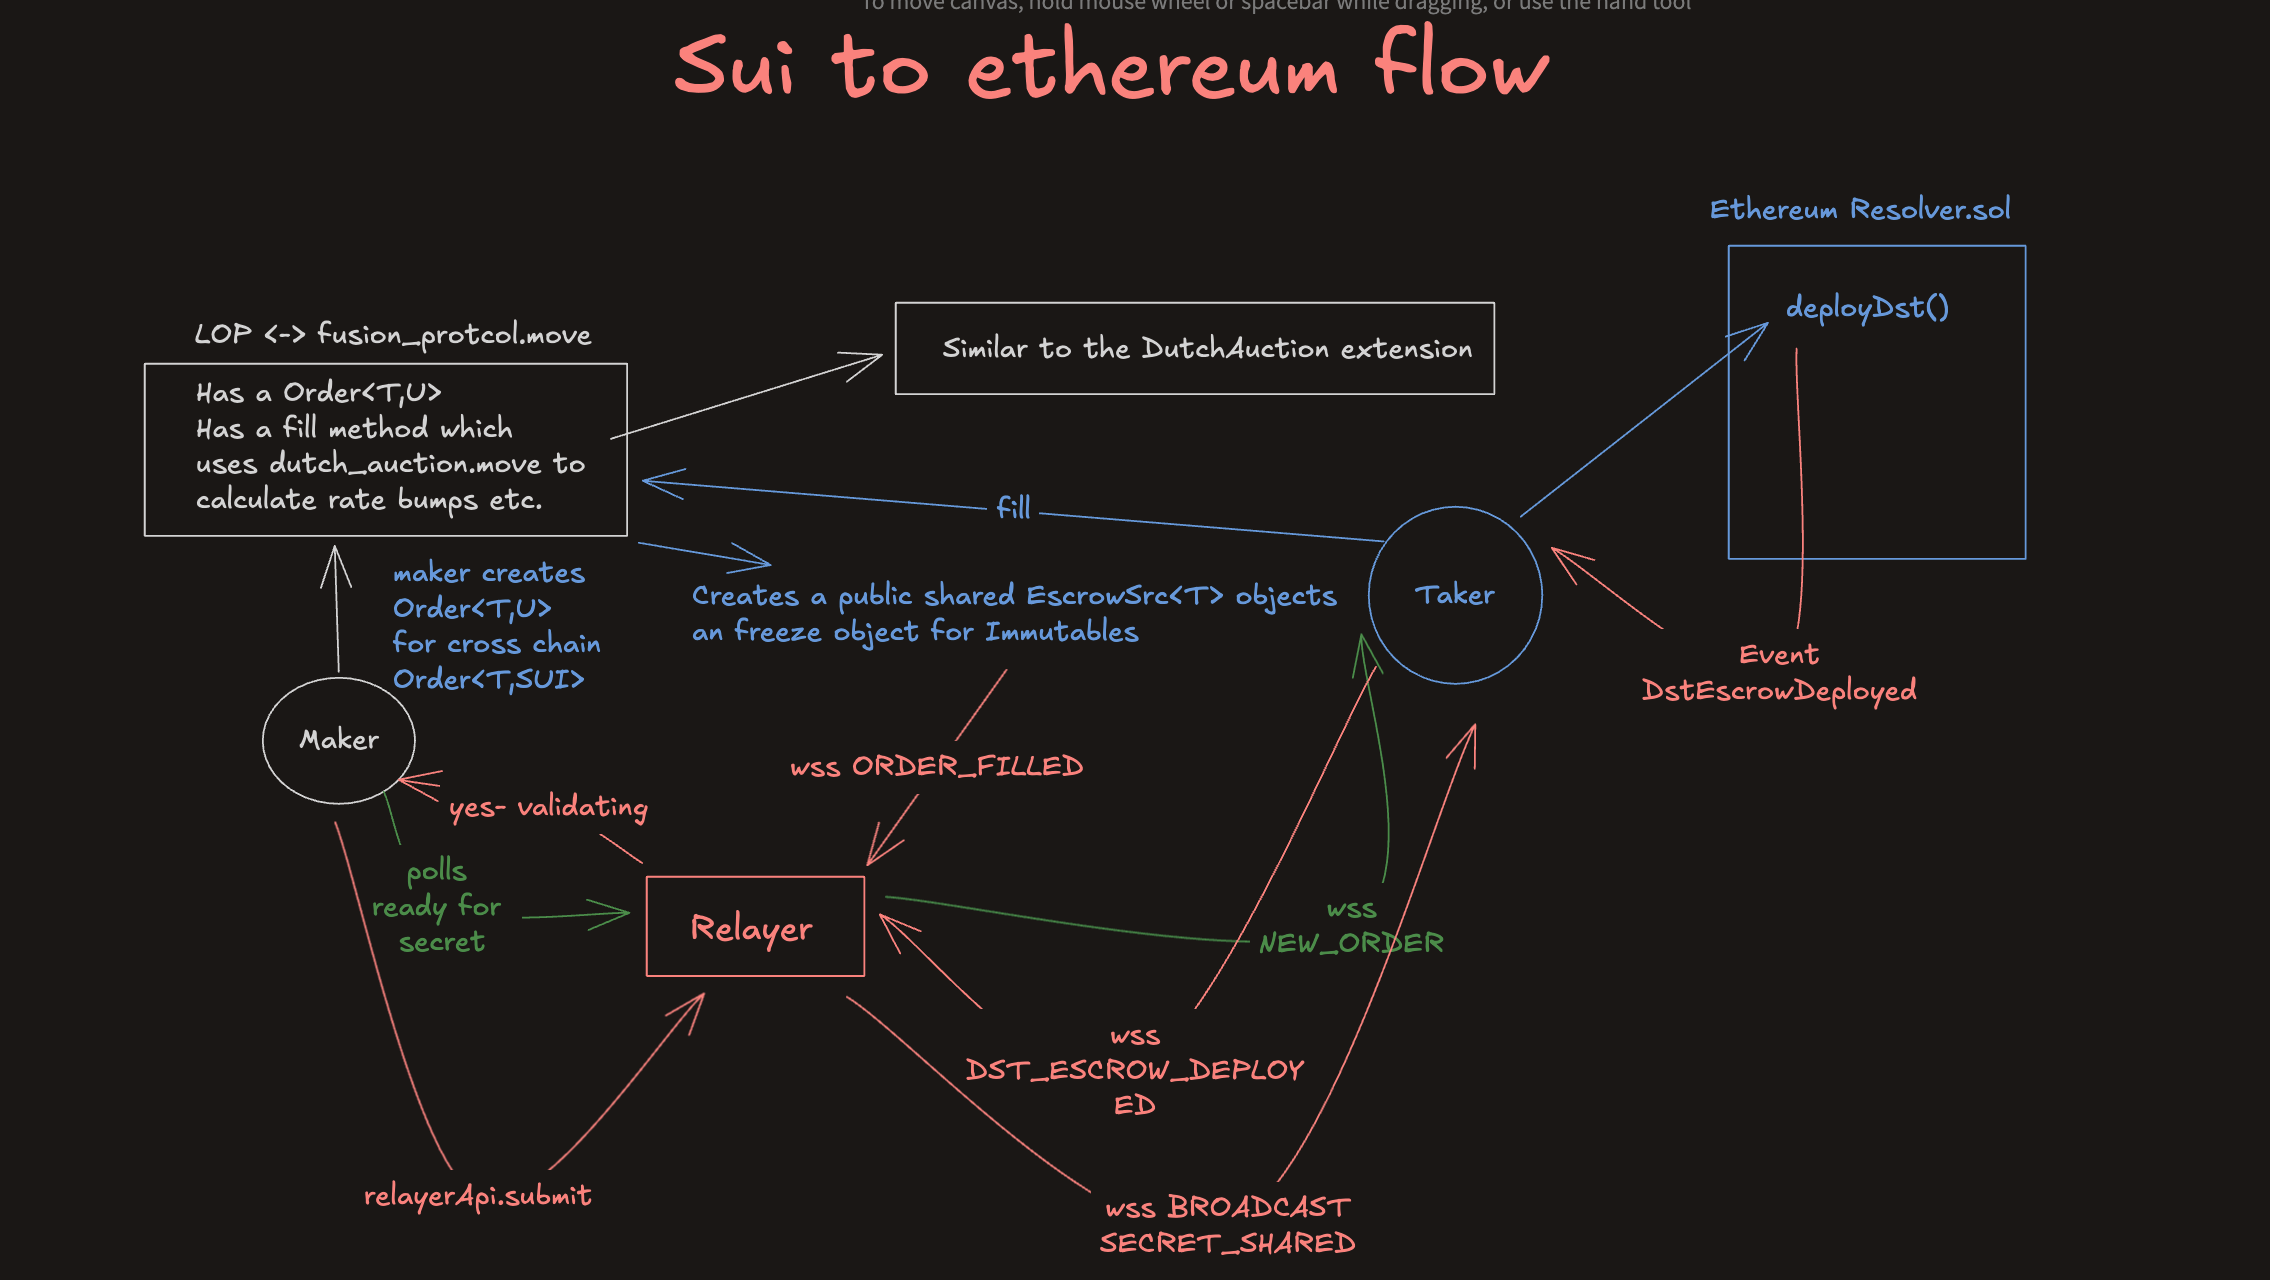 To move canvas, hold mouse wheel or spacebar while dragging, or use the hand tool
Sui to ethereum flow
Ethereum Resolver.sol
deployDst()
LOP <-> fusion_protcol.move
Similar to the DutchAuction extension
Has a Order<T,U>
Has a fill method which
uses dutch_auction.move to
calculate rate bumps etc.
fill
maker creates
Order<T,U>
for cross chain
Order<T,SUI>
Creates a public shared EscrowSrc<T> objects
an freeze object for Immutables
Taker
Event
DstEscrowDeployed
Maker
wss ORDER_FILLED
yes- validating
polls
ready for
secret
Relayer
wss
NEW_ORDER
wss
DST_ESCROW_DEPLOY
ED
relayerApi.submit
wss BROADCAST
SECRET_SHARED